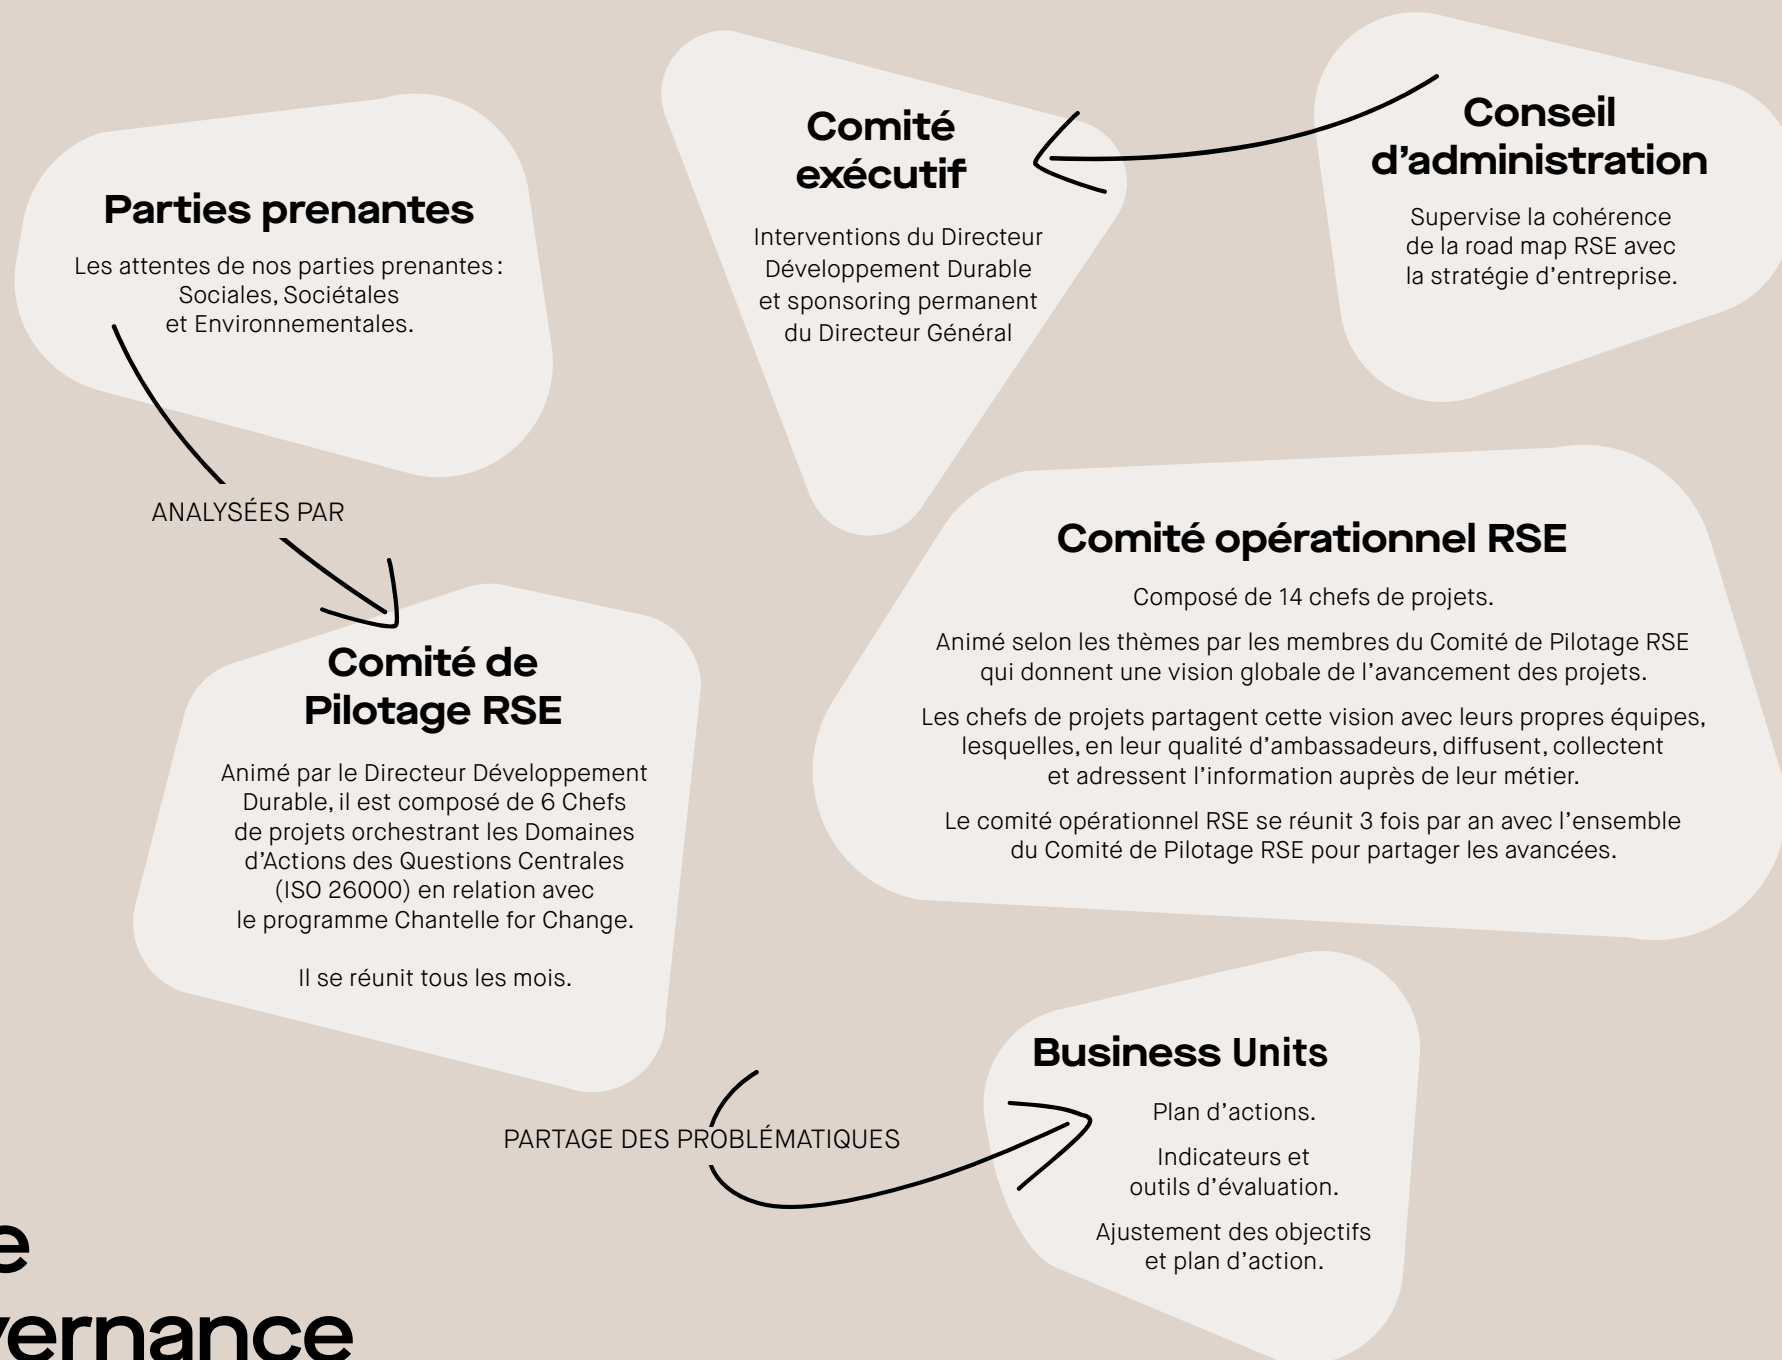 Parties prenantes
Les attentes de nos parties prenantes :
Sociales, Sociétales
et Environnementales.
Comité
exécutif
Interventions du Directeur
Développement Durable
et sponsoring permanent
du Directeur Général
Conseil
d’administration
Supervise la cohérence
de la road map RSE avec
la stratégie d’entreprise.
ANALYSÉES PAR
Comité de
Pilotage RSE
Animé par le Directeur Développement
Durable, il est composé de 6 Chefs
de projets orchestrant les Domaines
d’Actions des Questions Centrales
(ISO 26000) en relation avec
le programme Chantelle for Change.
Il se réunit tous les mois.
Comité opérationnel RSE
Composé de 14 chefs de projets.
Animé selon les thèmes par les membres du Comité de Pilotage RSE
qui donnent une vision globale de l’avancement des projets.
Les chefs de projets partagent cette vision avec leurs propres équipes,
lesquelles, en leur qualité d’ambassadeurs, diffusent, collectent
et adressent l’information auprès de leur métier.
Le comité opérationnel RSE se réunit 3 fois par an avec l’ensemble
du Comité de Pilotage RSE pour partager les avancées.
PARTAGE DES PROBLÉMATIQUES
Business Units
Plan d’actions.
Indicateurs et
outils d’évaluation.
Ajustement des objectifs
et plan d’action.
e
vernance